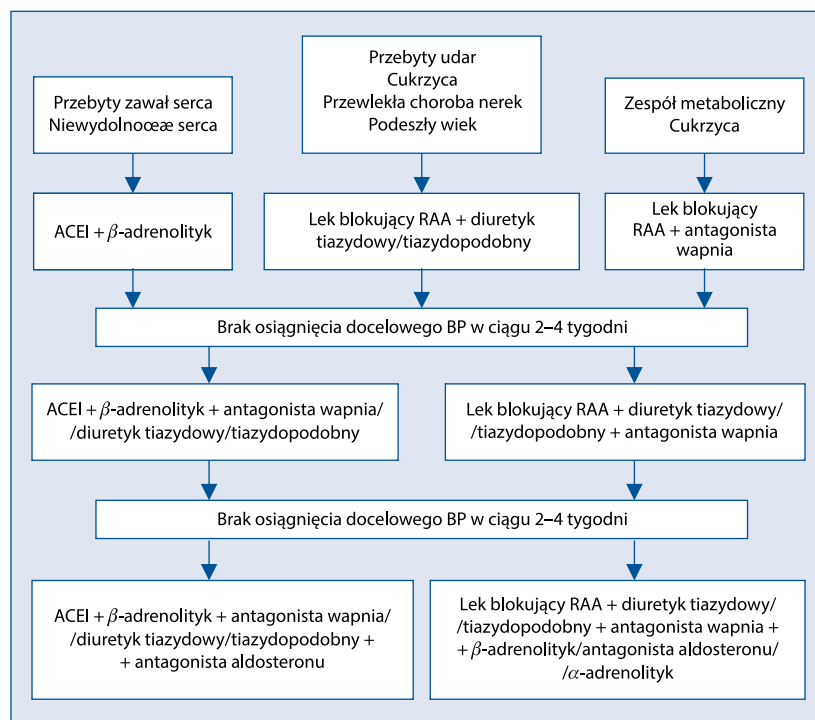 Przebyty zawał serca
Niewydolnoœæ serca
Przebyty udar
Cukrzyca
Przewlekła choroba nerek
Podeszły wiek
Zespół metaboliczny
Cukrzyca
ACEI + β-adrenolityk
Lek blokujący RAA + diuretyk
tiazydowy/tiazydopodobny
Lek blokujący
RAA + antagonista
wapnia
Brak osiągnięcia docelowego BP w ciągu 2–4 tygodni
ACEI + β-adrenolityk + antagonista wapnia/
/diuretyk tiazydowy/tiazydopodobny
Lek blokujący RAA + diuretyk tiazydowy/
/tiazydopodobny + antagonista wapnia
Brak osiągnięcia docelowego BP w ciągu 2–4 tygodni
ACEI + β-adrenolityk + antagonista wapnia/
/diuretyk tiazydowy/tiazydopodobny +
+ antagonista aldosteronu
Lek blokujący RAA + diuretyk tiazydowy/
/tiazydopodobny + antagonista wapnia +
+ β-adrenolityk/antagonista aldosteronu/
/α-adrenolityk